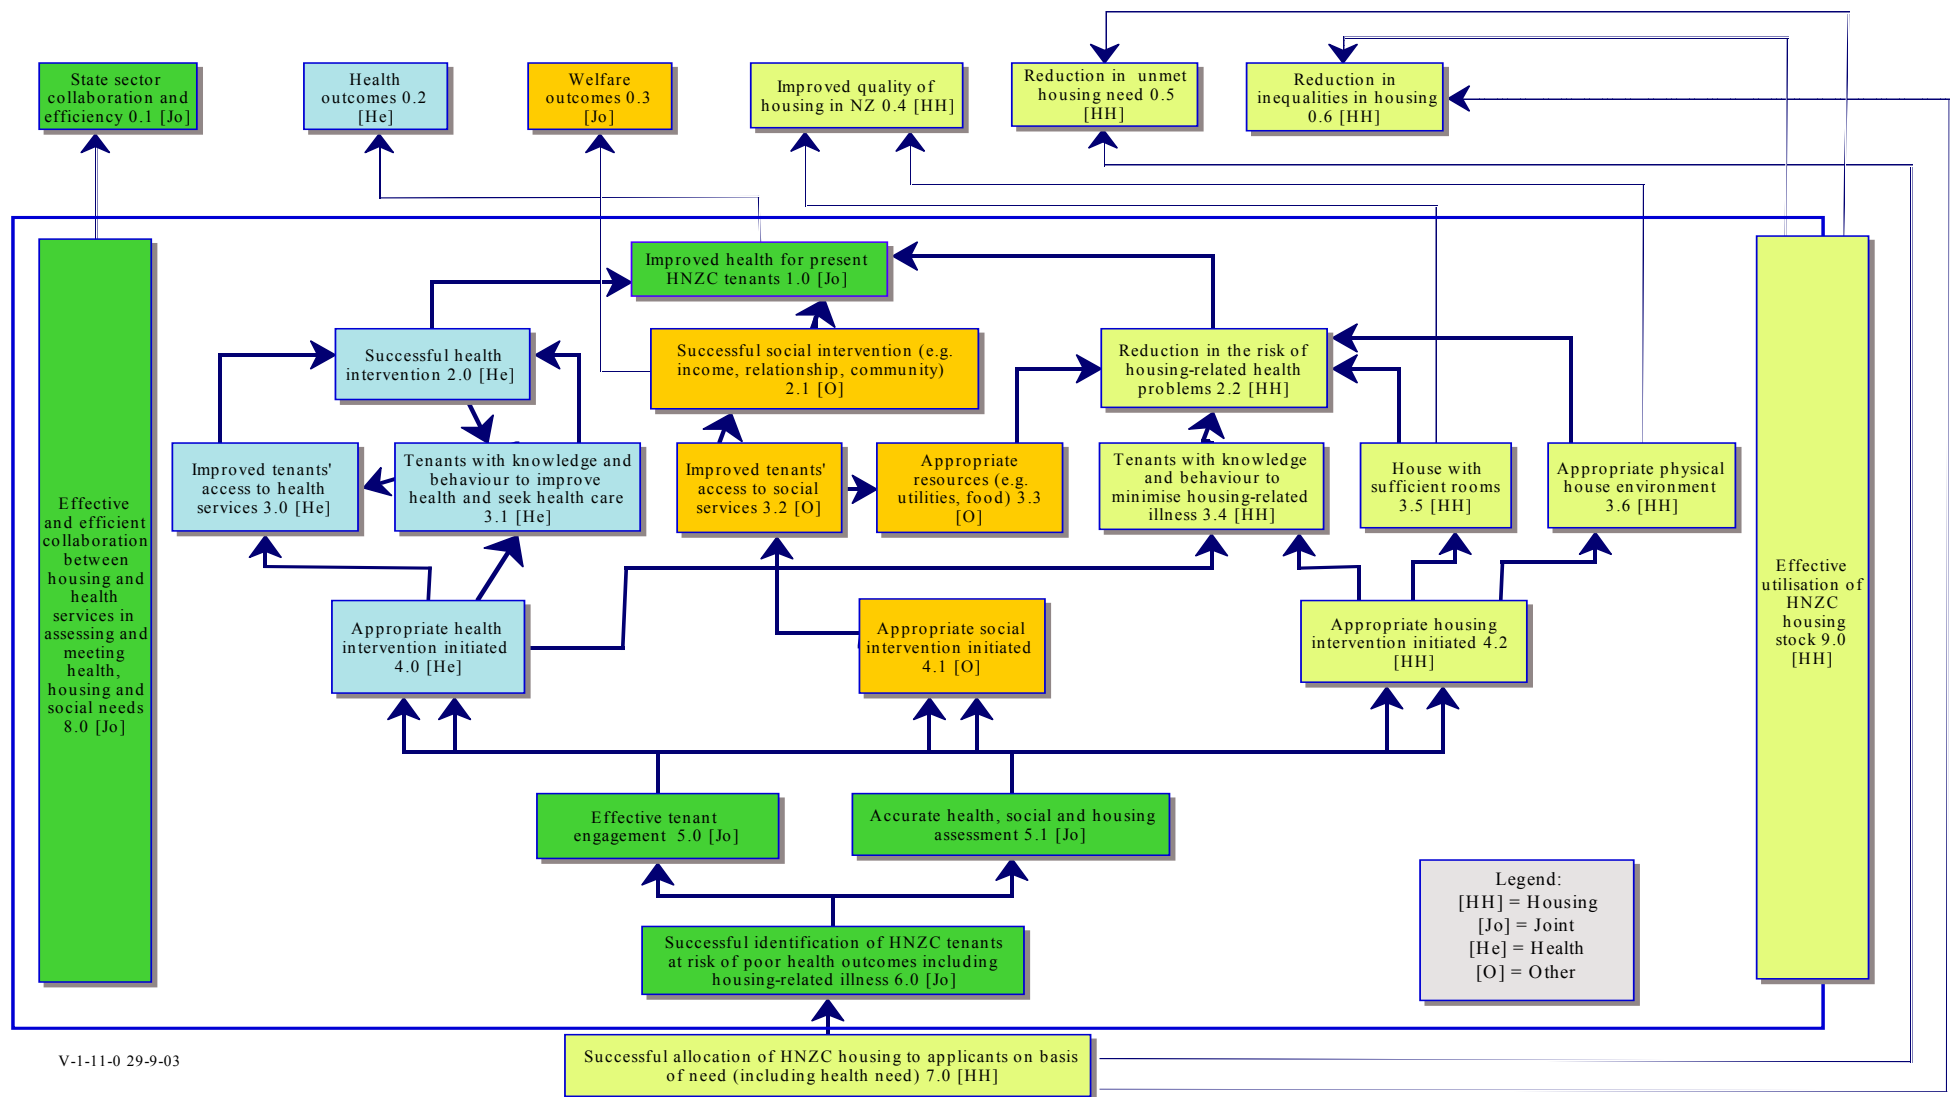 State sector
collaboration and
efficiency 0.1 [Jo]
Health
outcomes 0.2
[He]
Welfare
outcomes 0.3
[Jo]
Improved quality of
housing in NZ 0.4 [HH]
Reduction in unmet
housing need 0.5
[HH]
Reduction in
inequalities in housing
0.6 [HH]
Improved health for present
HNZC tenants 1.0 [Jo]
Successful health
intervention 2.0 [He]
Successful social intervention (e.g.
income, relationship, community)
2.1 [O]
Reduction in the risk of
housing-related health
problems 2.2 [HH]
Improved tenants'
access to health
services 3.0 [He]
Tenants with knowledge and
behaviour to improve
health and seek health care
3.1 [He]
Improved tenants'
access to social
services 3.2 [O]
Appropriate
resources (e.g.
utilities, food) 3.3
[O]
Tenants with knowledge
and behaviour to
minimise housing-related
illness 3.4 [HH]
House with
sufficient rooms
3.5 [HH]
Appropriate physical
house environment
3.6 [HH]
Effective
and efficient
collaboration
between
housing and
health
services in
assessing and
meeting
health,
housing and
social needs
8.0 [Jo]
Effective
utilisation of
HNZC
housing
stock 9.0
[HH]
Appropriate health
intervention initiated
4.0 [He]
Appropriate social
intervention initiated
4.1 [O]
Appropriate housing
intervention initiated 4.2
[HH]
Effective tenant
engagement 5.0 [Jo]
Accurate health, social and housing
assessment 5.1 [Jo]
Successful identification of HNZC tenants
at risk of poor health outcomes including
housing-related illness 6.0 [Jo]
Legend:
[HH] = Housing
[Jo] = Joint
[He] = Health
[O] = Other
Successful allocation of HNZC housing to applicants on basis
of need (including health need) 7.0 [HH]
V-1-11-0 29-9-03